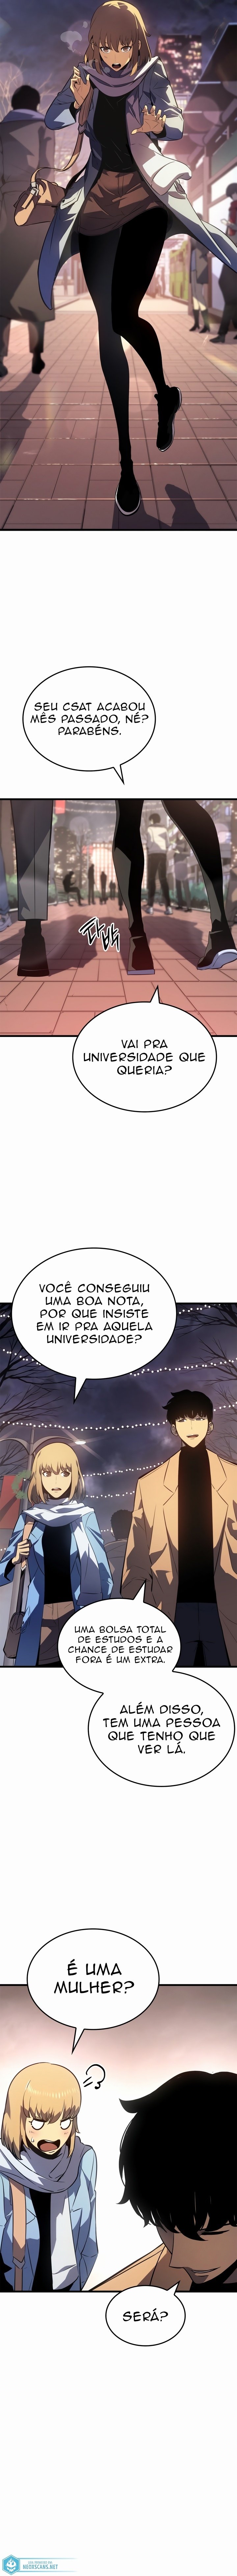 SEU CSAT ACABOU
MÊS PASSADO, NÉ?
PARABÉNS.
VAI PRA
UNIVERSIDADE QUE
QUERIA?
VOCÊ CONSEGUIU
UMA BOA NOTA,
POR QUE INSISTE
EM IR PRA AQUELA
UNIVERSIDADE?
UMA BOLSA TOTAL
DE ESTUDOS E A
CHANCE DE ESTUDAR
FORA É UM EXTRA.
ALÉM DISSO,
TEM UMA PESSOA
QUE TENHO QUE
VER LÁ.
É UMA
MULHER?
SERÁ?
NEOXSCANS.NET